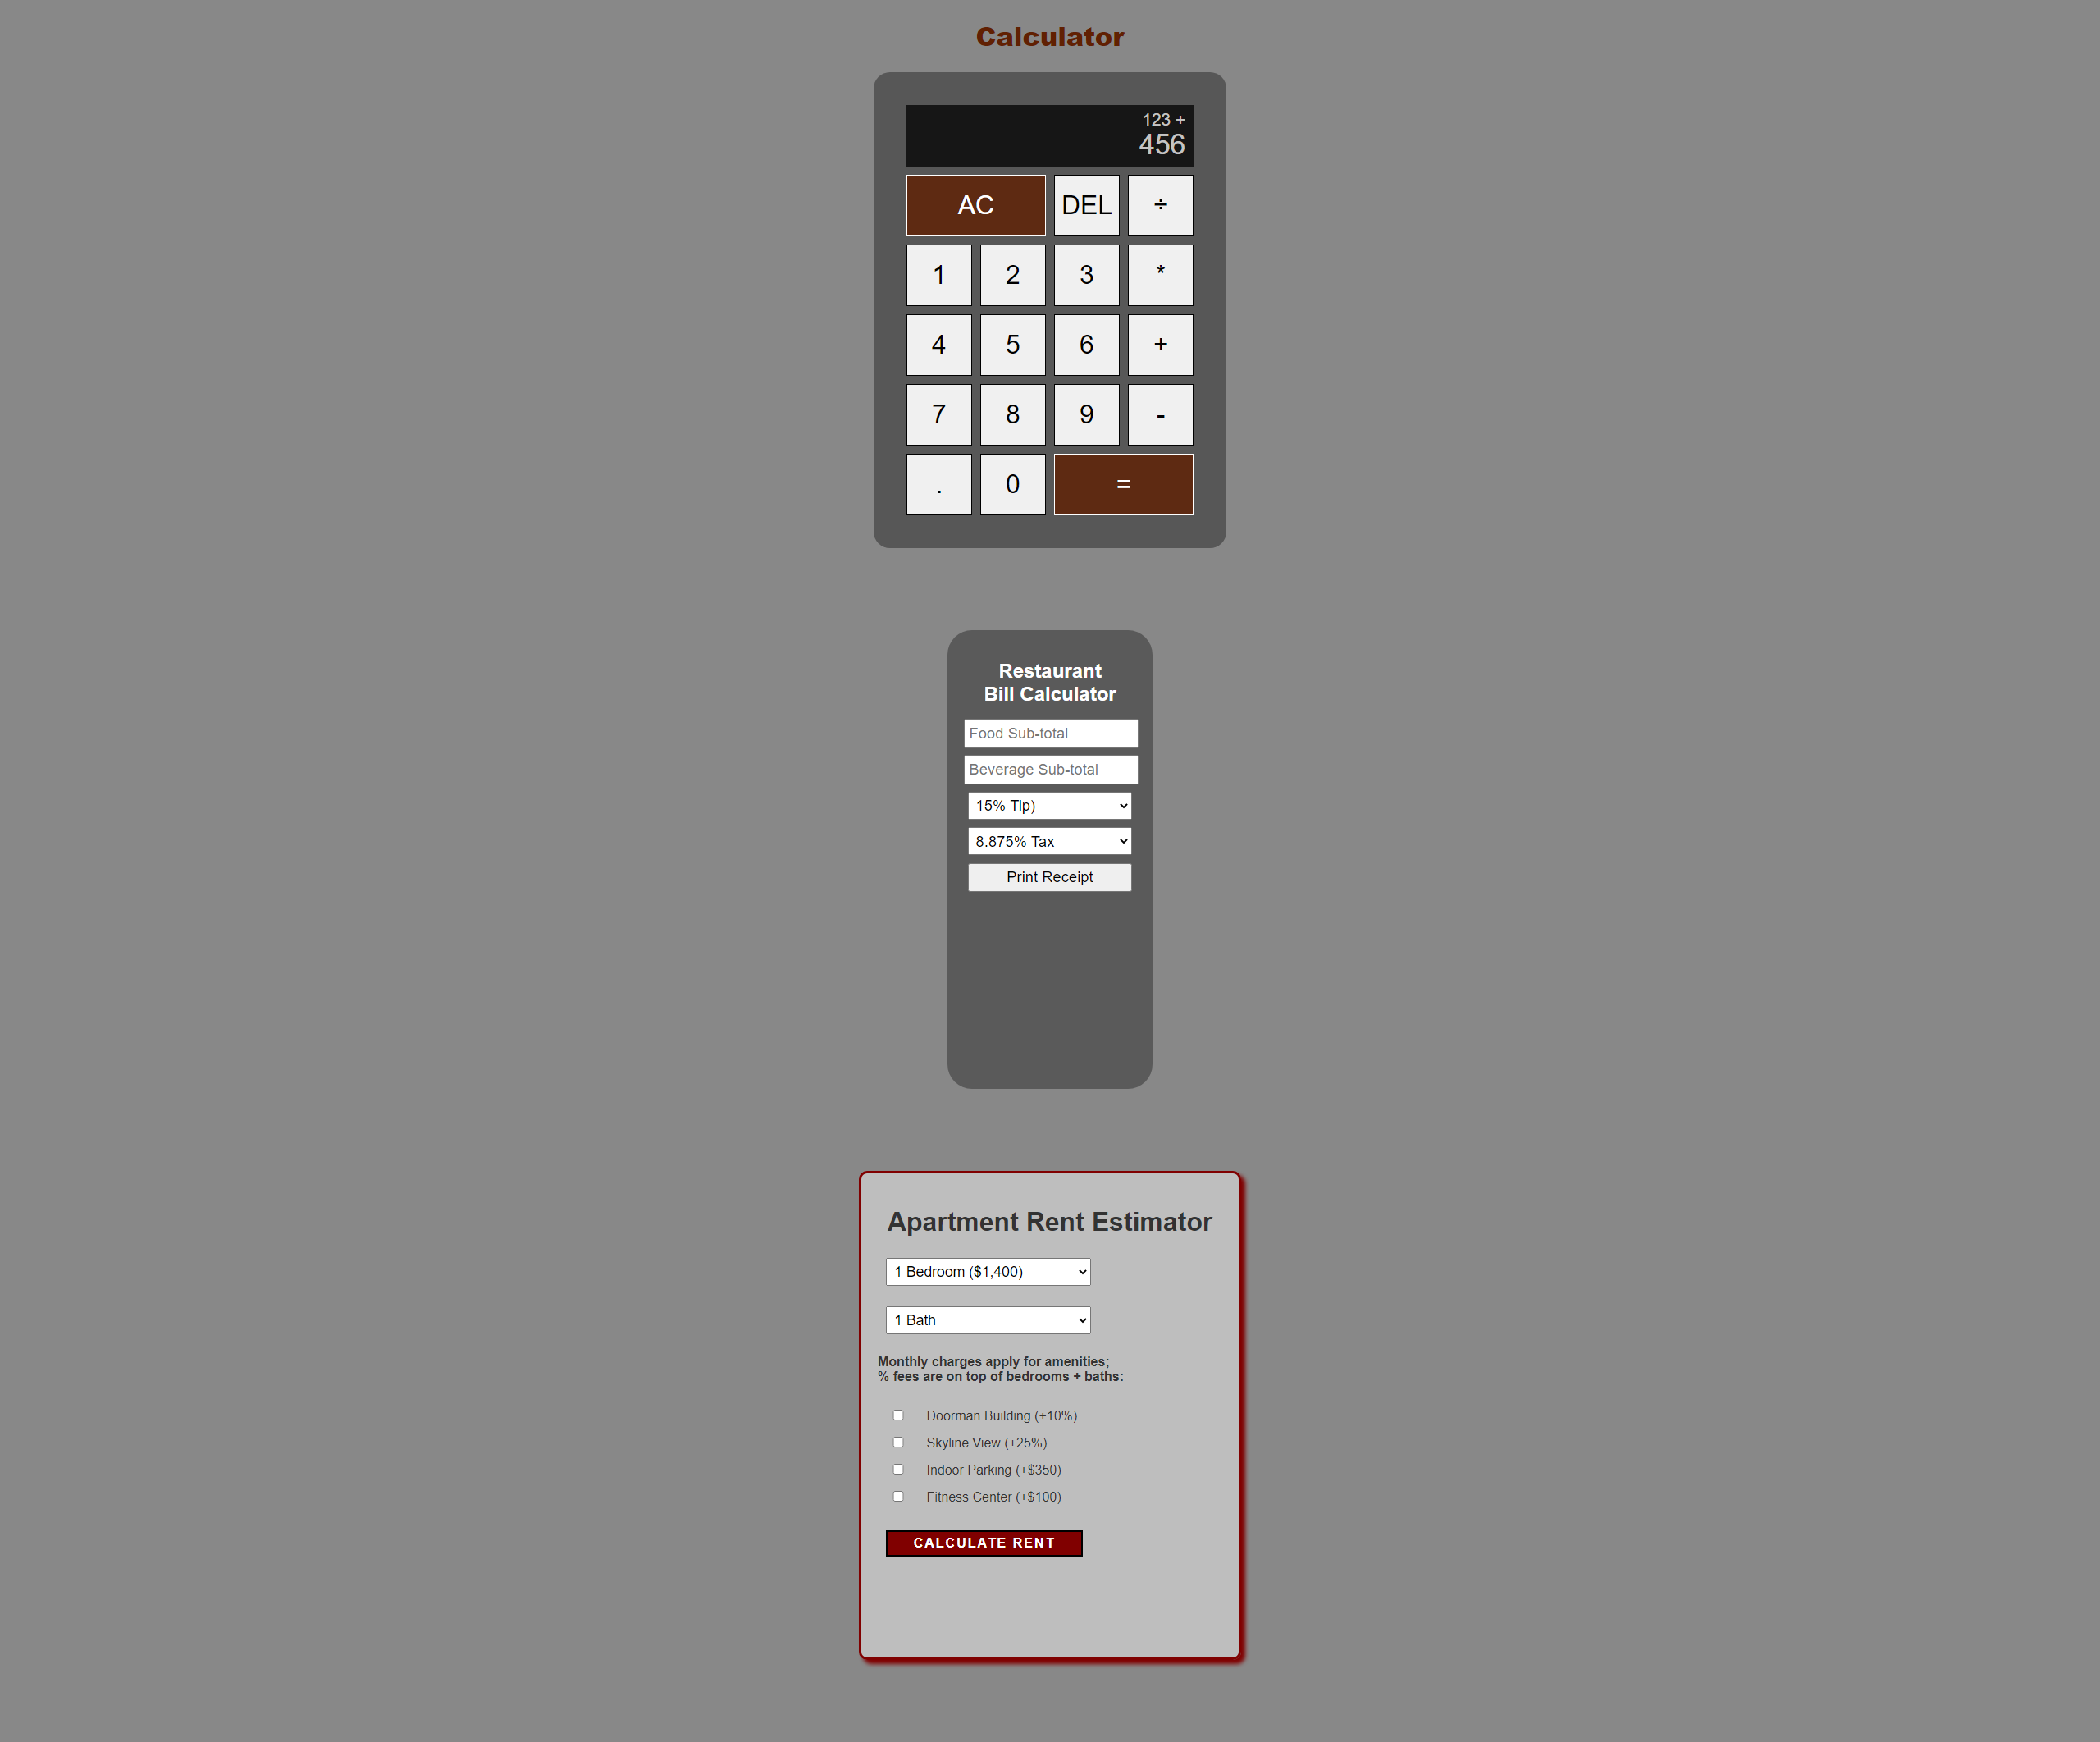 Calculator
123 +
456
AC DEL ÷
1 2 3 *
4 5 6 +
7 8 9 -
. 0 =
Restaurant
Bill Calculator
Food Sub-total
Beverage Sub-total
15% Tip)
8.875% Tax
Print Receipt
Apartment Rent Estimator
1 Bedroom ($1,400)
1 Bath
Monthly charges apply for amenities;
% fees are on top of bedrooms + baths:
Doorman Building (+10%)
Skyline View (+25%)
Indoor Parking (+$350)
Fitness Center (+$100)
CALCULATE RENT